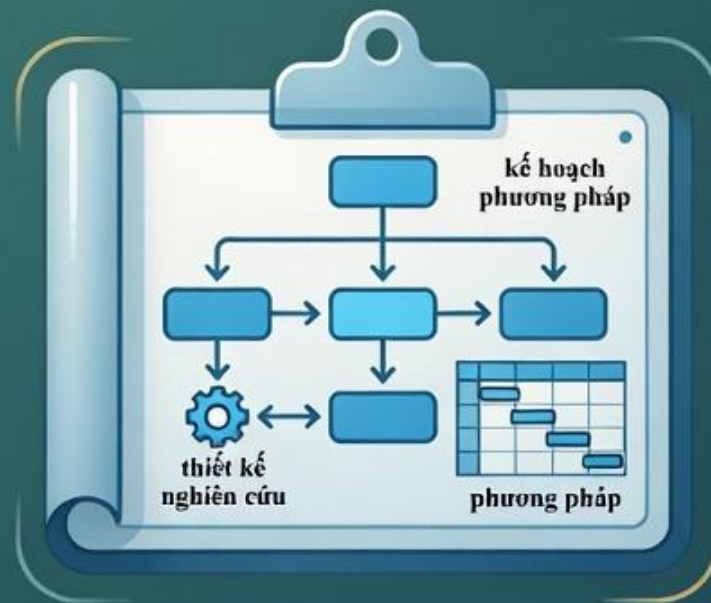 kế hoạch
phương pháp
thiết kế
nghiên cứu
phương pháp